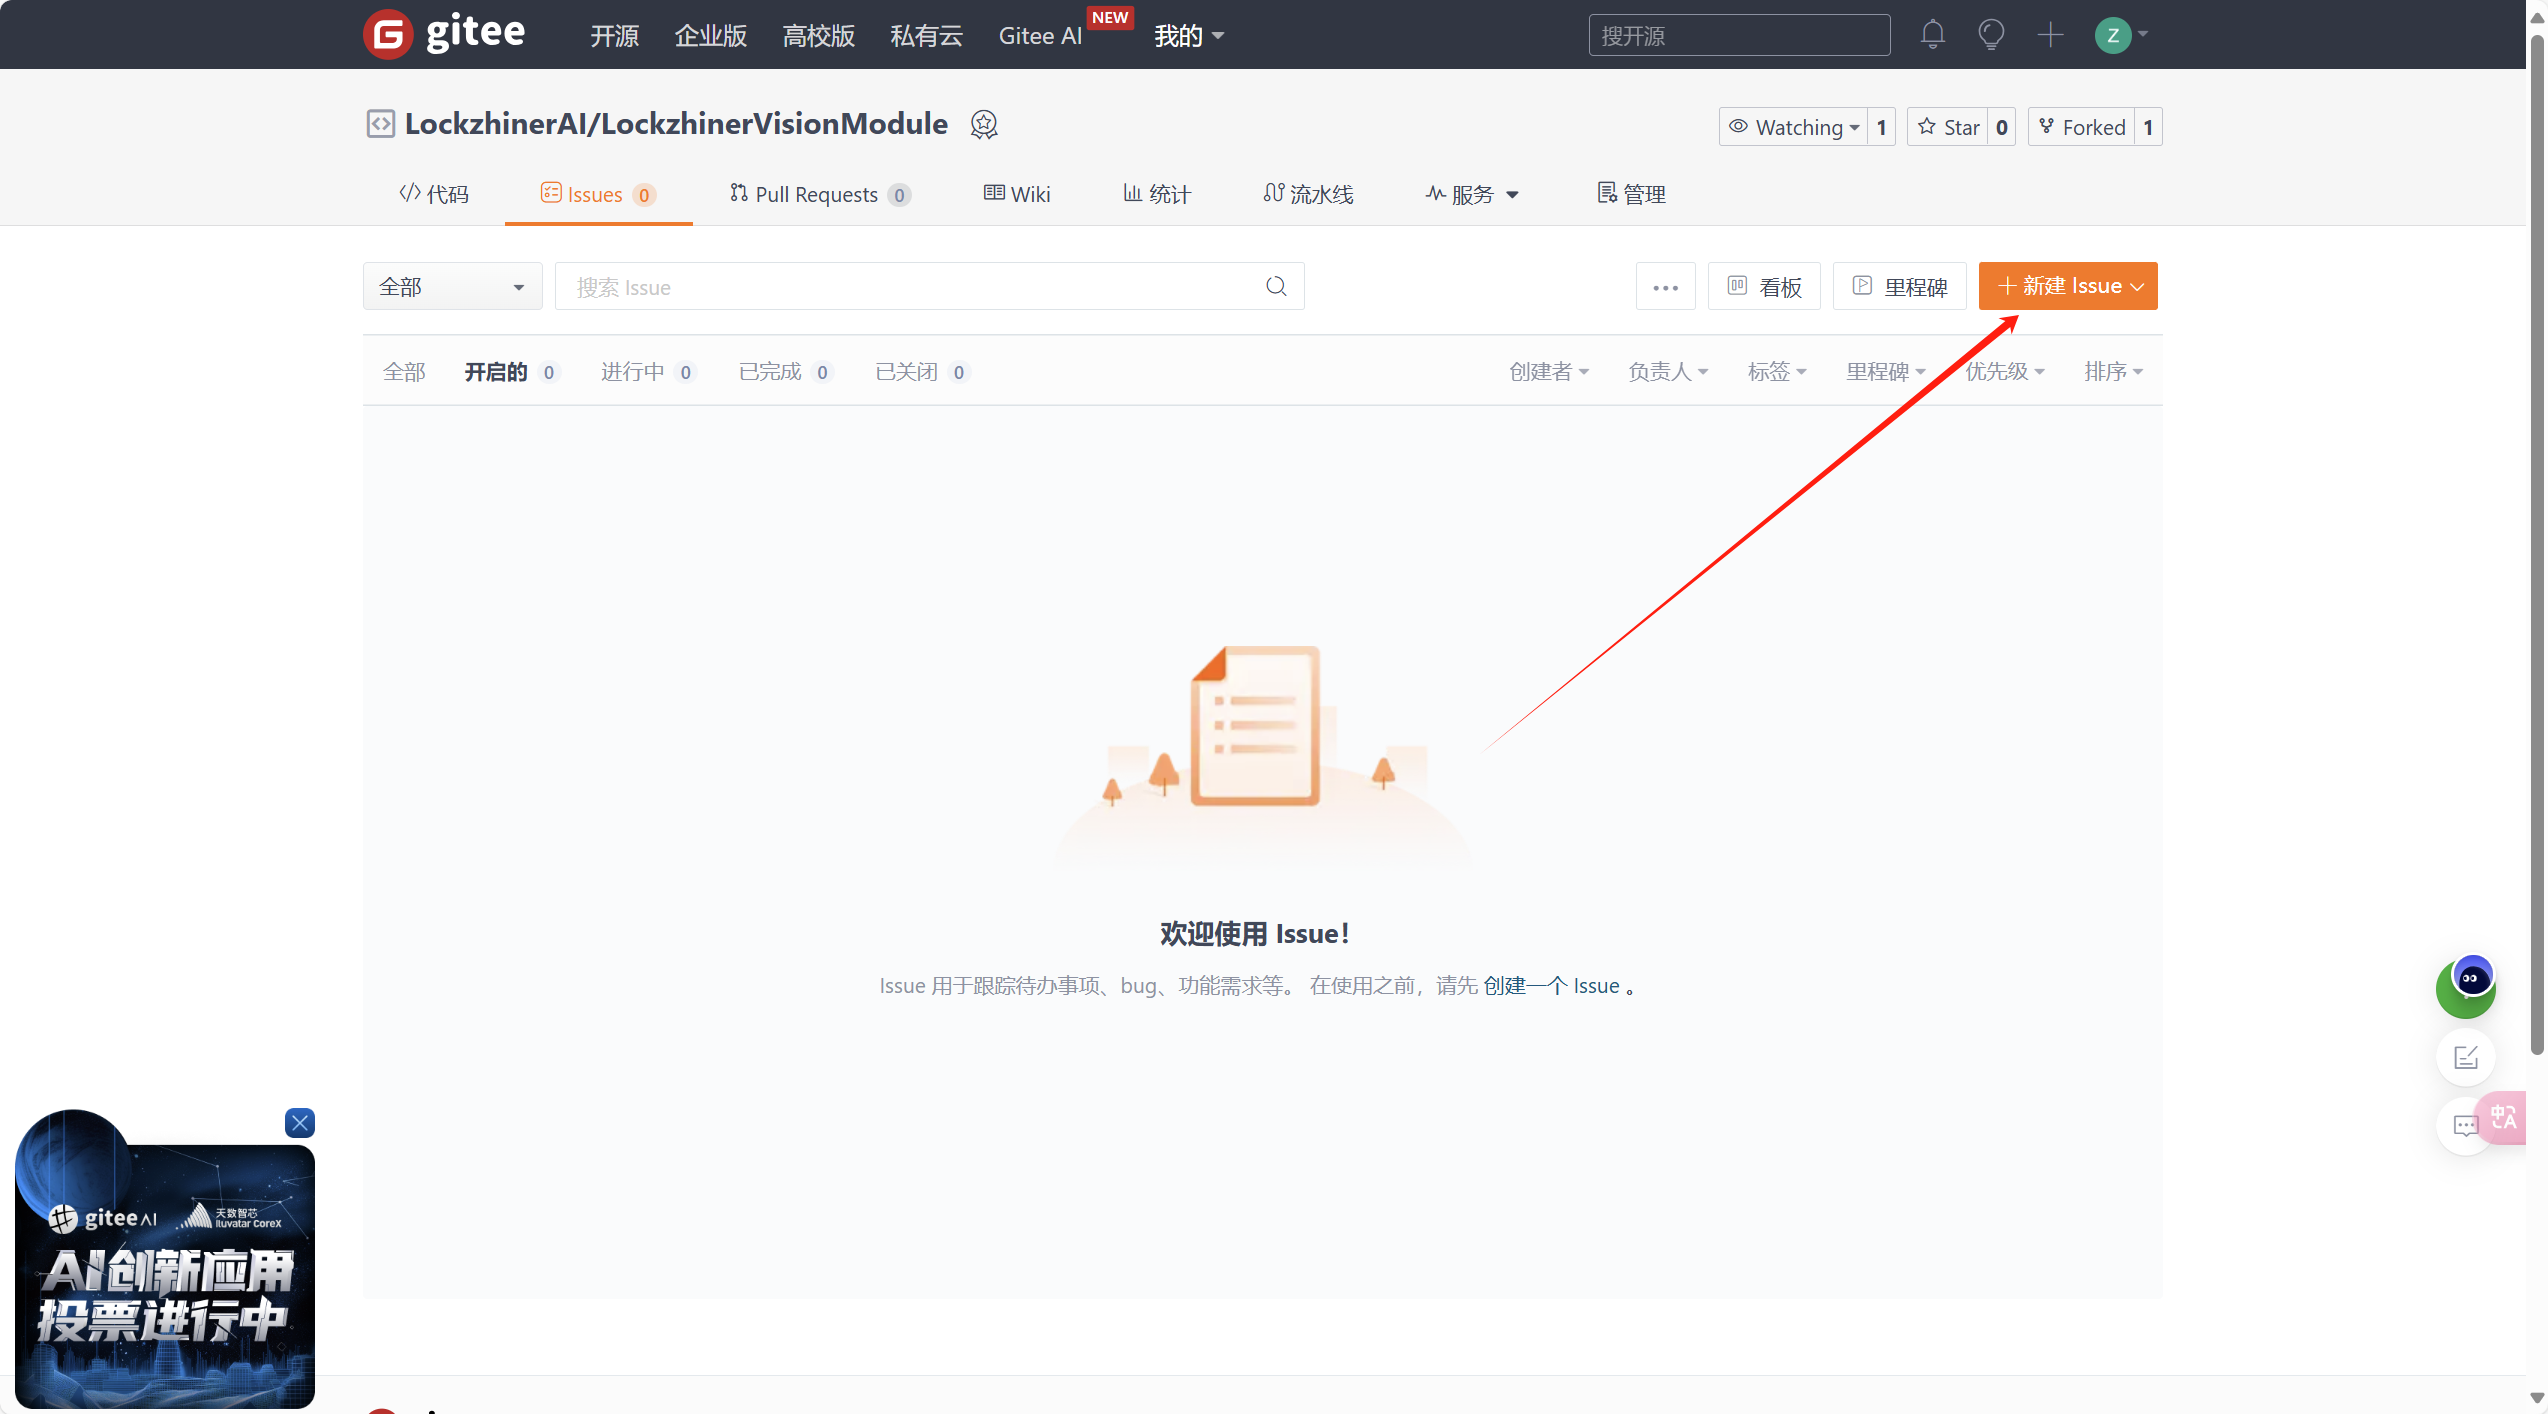 gitee 开源 企业版 高校版 私有云 Gitee AI NEW 我的 搜开源 Z
LockzhinerAI/LockzhinerVisionModule Watching 1 Star 0 Forked 1
代码 Issues 0 Pull Requests 0 Wiki 统计 流水线 服务 管理
全部 搜索 Issue ... 看板 里程碑 新建 Issue
全部 开启的 0 进行中 0 已完成 0 已关闭 0 创建者 负责人 标签 里程碑 优先级 排序
欢迎使用 Issue！
Issue 用于跟踪待办事项、bug、功能需求等。 在使用之前，请先 创建一个 Issue 。
中A
gitee AI 天数智芯 Iluvatar CoreX
AI创新应用
投票进行中